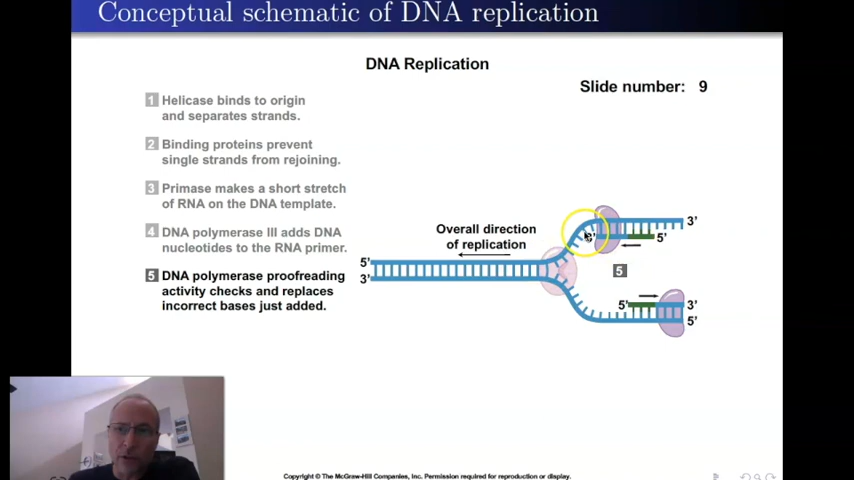 Conceptual schematic of DNA replication
DNA Replication
Slide number: 9
1 Helicase binds to origin
and separates strands.
2 Binding proteins prevent
single strands from rejoining.
3 Primase makes a short stretch
of RNA on the DNA template.
4 DNA polymerase III adds DNA
nucleotides to the RNA primer.
5 DNA polymerase proofreading
activity checks and replaces
incorrect bases just added.
Overall direction
of replication
5'
3'
3'
5'
5
5'
3'
5'
Copyright © The McGraw-Hill Companies, Inc. Permission required for reproduction or display.